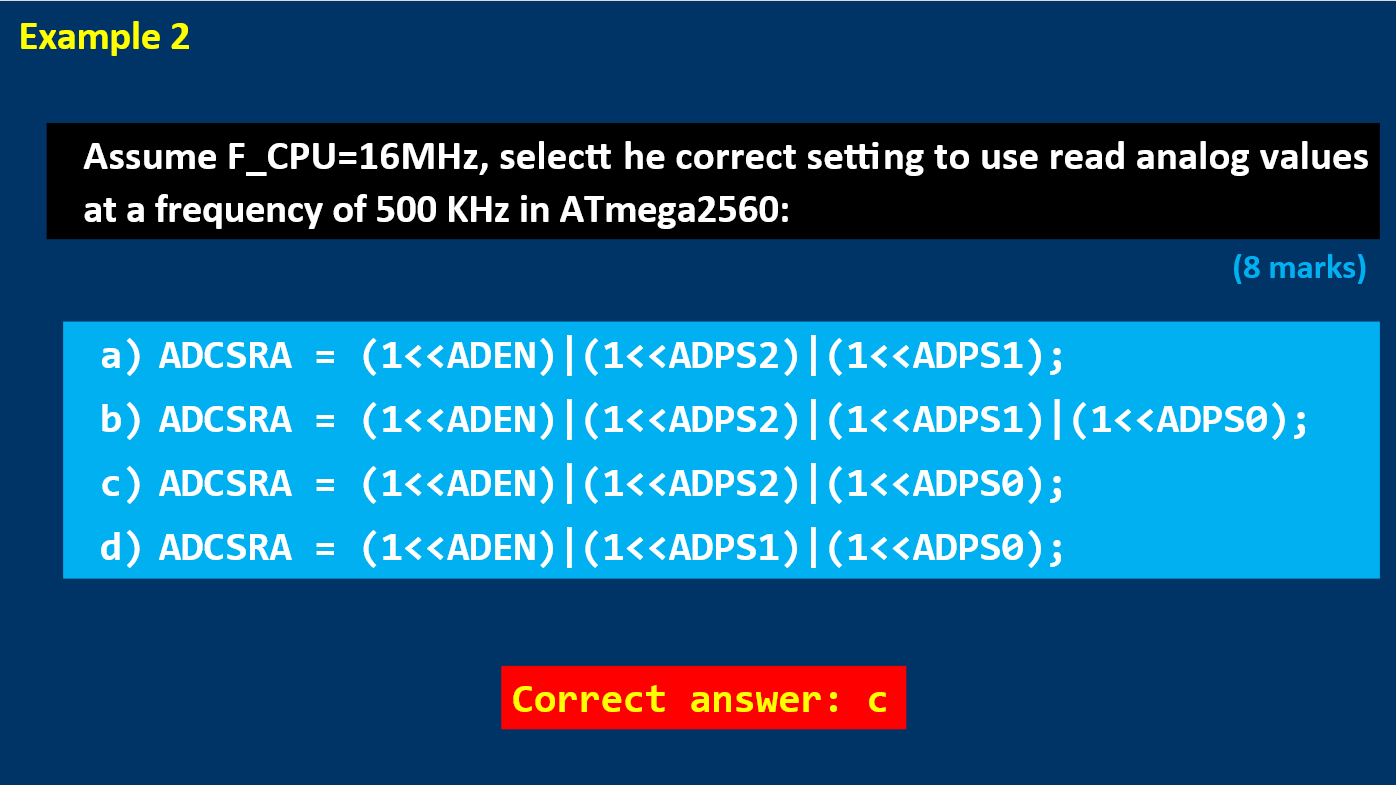 Example 2
Assume F_CPU=16MHz, selectt he correct setting to use read analog values
at a frequency of 500 KHz in ATmega2560:
(8 marks)
a) ADCSRA = (1<<ADEN)|(1<<ADPS2)|(1<<ADPS1);
b) ADCSRA = (1<<ADEN)|(1<<ADPS2)|(1<<ADPS1)|(1<<ADPS0);
c) ADCSRA = (1<<ADEN)|(1<<ADPS2)|(1<<ADPS0);
d) ADCSRA = (1<<ADEN)|(1<<ADPS1)|(1<<ADPS0);
Correct answer: c